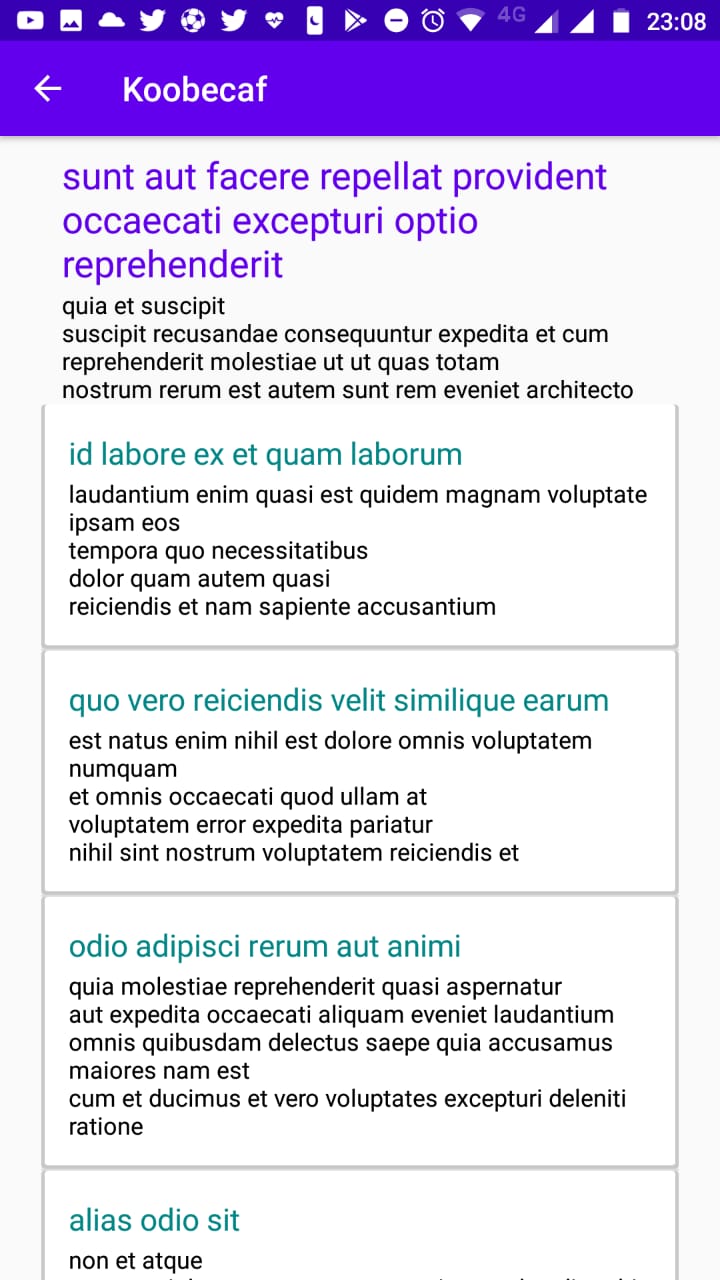 4G 23:08
Koobecaf
sunt aut facere repellat provident
occaecati excepturi optio
reprehenderit
quia et suscipit
suscipit recusandae consequuntur expedita et cum
reprehenderit molestiae ut ut quas totam
nostrum rerum est autem sunt rem eveniet architecto
id labore ex et quam laborum
laudantium enim quasi est quidem magnam voluptate
ipsam eos
tempora quo necessitatibus
dolor quam autem quasi
reiciendis et nam sapiente accusantium
quo vero reiciendis velit similique earum
est natus enim nihil est dolore omnis voluptatem
numquam
et omnis occaecati quod ullam at
voluptatem error expedita pariatur
nihil sint nostrum voluptatem reiciendis et
odio adipisci rerum aut animi
quia molestiae reprehenderit quasi aspernatur
aut expedita occaecati aliquam eveniet laudantium
omnis quibusdam delectus saepe quia accusamus
maiores nam est
cum et ducimus et vero voluptates excepturi deleniti
ratione
alias odio sit
non et atque